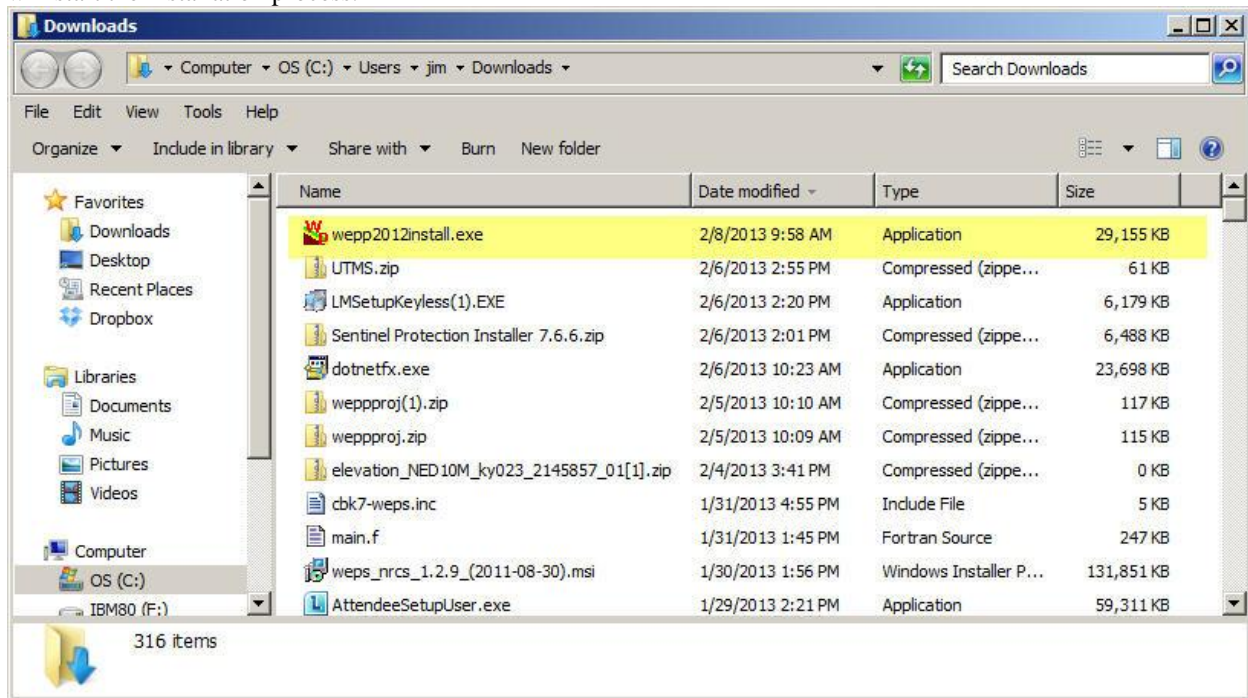 Downloads
Computer OS (C:) Users jim Downloads Search Downloads
File Edit View Tools Help
Organize Include in library Share with Burn New folder
Name Date modified Type Size
Favorites
Downloads
Desktop
Recent Places
Dropbox
Libraries
Documents
Music
Pictures
Videos
Computer
OS (C:)
IBM80 (F:)
wepp2012install.exe 2/8/2013 9:58 AM Application 29,155 KB
UTMS.zip 2/6/2013 2:55 PM Compressed (zippe... 61 KB
LMSetupKeyless(1).EXE 2/6/2013 2:20 PM Application 6,179 KB
Sentinel Protection Installer 7.6.6.zip 2/6/2013 2:01 PM Compressed (zippe... 6,488 KB
dotnetfx.exe 2/6/2013 10:23 AM Application 23,698 KB
weppproj(1).zip 2/5/2013 10:10 AM Compressed (zippe... 117 KB
weppproj.zip 2/5/2013 10:09 AM Compressed (zippe... 115 KB
elevation_NED10M_ky023_2145857_01[1].zip 2/4/2013 3:41 PM Compressed (zippe... 0 KB
cbk7-weps.inc 1/31/2013 4:55 PM Include File 5 KB
main.f 1/31/2013 1:45 PM Fortran Source 247 KB
weps_nrcs_1.2.9_(2011-08-30).msi 1/30/2013 1:56 PM Windows Installer P... 131,851 KB
AttendeeSetupUser.exe 1/29/2013 2:21 PM Application 59,311 KB
316 items